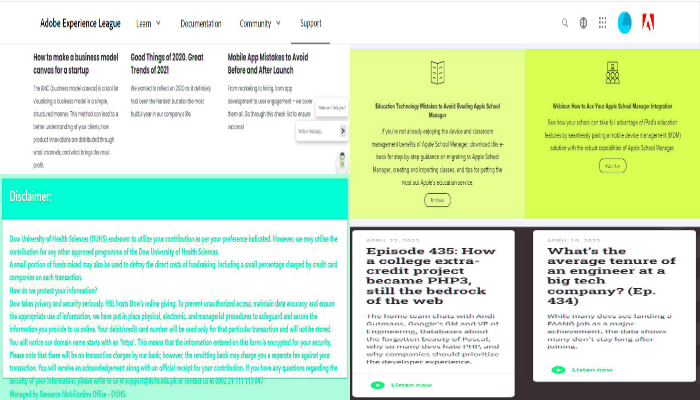 Adobe Experience League
Learn
Documentation
Community
Support
How to make a business model
canvas for a startup
The BMC (business model canvas) is a tool for
visualizing a business model in a simple,
structured manner. This method can lead to a
better understanding of your clients, how
product innovations are distributed through
what channels, and what brings the most
profit.
Good Things of 2020. Great
Trends of 2021
We wanted to reflect on 2020 as it definitely
had been the hardest but also the most
fruitful year in our company's life
Mobile App Mistakes to Avoid
Before and After Launch
From marketing to hiring, from app
development to user engagement – we cover
them all. Go through this check-list to ensure
success!
Write a message...
Education Technology Mistakes to Avoid Evading Apple School
Manager
If you're not already enjoying the device and classroom
management benefits of Apple School Manager, download this e-
book for step-by-step guidance on migrating to Apple School
Manager, creating and importing classes, and tips for getting the
most out Apple's education service.
Webinar: How to Ace Your Apple School Manager Integration
See how your school can take full advantage of iPad's education
features by seamlessly pairing a mobile device management (MDM)
solution with the robust capabilities of Apple School Manager.
Disclaimer:
Dow University of Health Sciences (DUHS) endeavor to utilize your contribution as per your preference indicated. However, we may utilise the
contribution for any other approved programme of the Dow University of Health Sciences.
A small portion of funds raised may also be used to defray the direct costs of fundraising, including a small percentage charged by credit card
companies on each transaction.
How do we protect your information?
Dow takes privacy and security seriously. HBL hosts Dow's online giving. To prevent unauthorized access, maintain data accuracy, and ensure
the appropriate use of information, we have put in place physical, electronic, and managerial procedures to safeguard and secure the
information you provide to us online. Your debit/credit card number will be used only for that particular transaction and will not be stored.
You will notice our domain name starts with an 'https'. This means that the information entered on this form is encrypted for your security.
Please note that there will be no transaction charges by our bank; however, the remitting bank may charge you a separate fee against your
transaction. You will receive an acknowledgement along with an official receipt for your contribution. If you have any questions regarding the
security of your information, please write to us at support@duhs.edu.pk or contact us at 0092 21 111 113 847
Managed by Resource Mobilization Office - DUHS.
APRIL 22, 2022
Episode 435: How
a college extra-
credit project
became PHP3,
still the bedrock
of the web
The home team chats with Andi
Gutmans, Google's GM and VP of
Engineering, Databases about
the forgotten beauty of Pascal,
why so many devs hate PHP, and
why companies should prioritize
the developer experience.
Listen now
APRIL 19, 2022
What's the
average tenure of
an engineer at a
big tech
company? (Ep.
434)
While many devs see landing a
FAANG job as a major
achievement, the data shows
many don't stay long after
joining.
Listen now